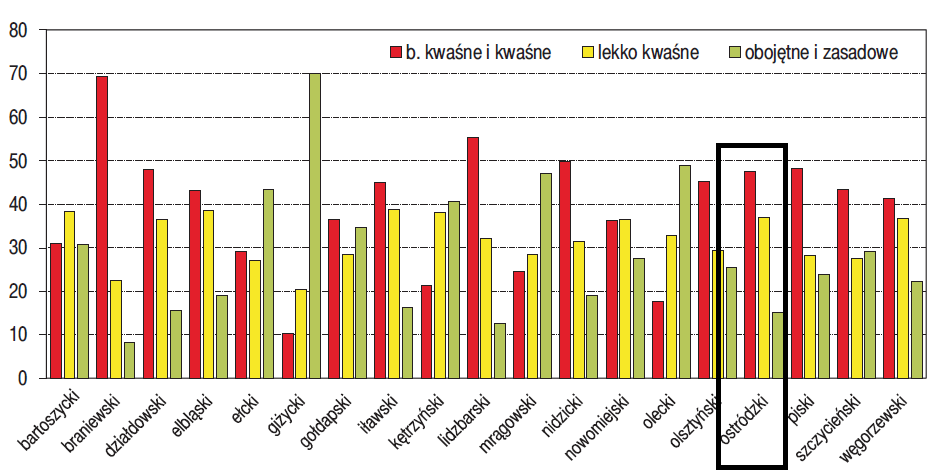 80
70
60
50
40
30
20
10
0
b. kwaśne i kwaśne
lekko kwaśne
obojętne i zasadowe
bartoszycki
braniewski
działdowski
elbląski
ełcki
giżycki
gołdapski
iławski
kętrzyński
lidzbarski
mrągowski
nidzicki
nowomiejski
olecki
olsztyński
ostródzki
piski
szczycieński
węgorzewski